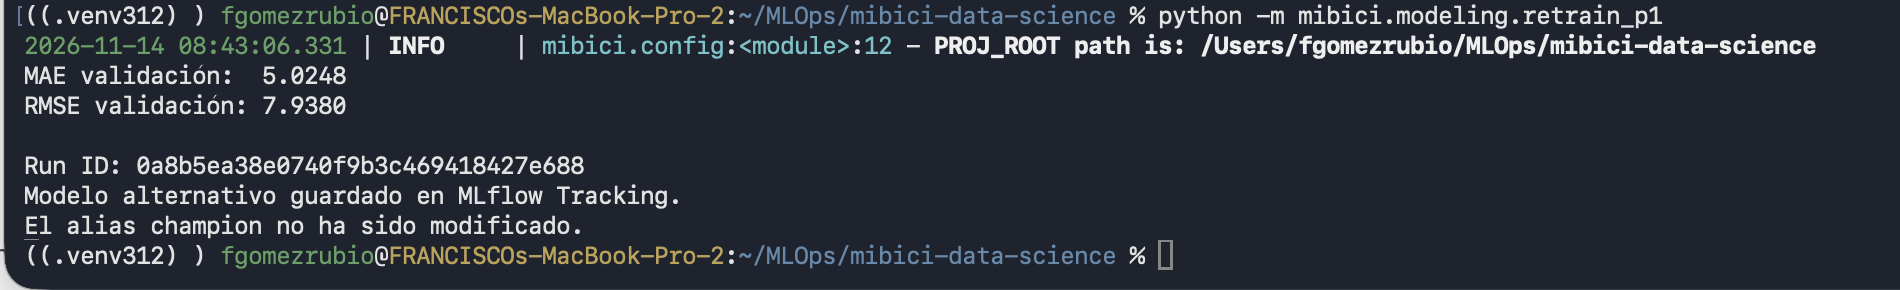 [((.venv312) ) fgomezrubio@FRANCISCOs-MacBook-Pro-2:~/MLOps/mibici-data-science % python -m mibici.modeling.retrain_p1
2026-11-14 08:43:06.331 | INFO     | mibici.config:<module>:12 - PROJ_ROOT path is: /Users/fgomezrubio/MLOps/mibici-data-science
MAE validación:  5.0248
RMSE validación: 7.9380
Run ID: 0a8b5ea38e0740f9b3c469418427e688
Modelo alternativo guardado en MLflow Tracking.
El alias champion no ha sido modificado.
((.venv312) ) fgomezrubio@FRANCISCOs-MacBook-Pro-2:~/MLOps/mibici-data-science %